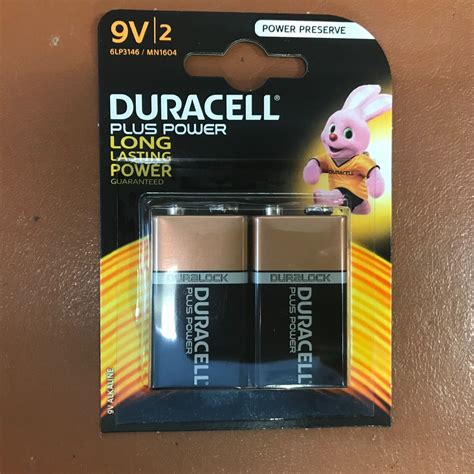 9V 2
6LP3146 / MN1604
POWER PRESERVE
DURACELL®
PLUS POWER
LONG
LASTING
POWER
GUARANTEED
DURACELL
DURALOCK
DURALOCK
DURACELL
PLUS POWER
DURACELL
PLUS POWER
9V ALKALINE